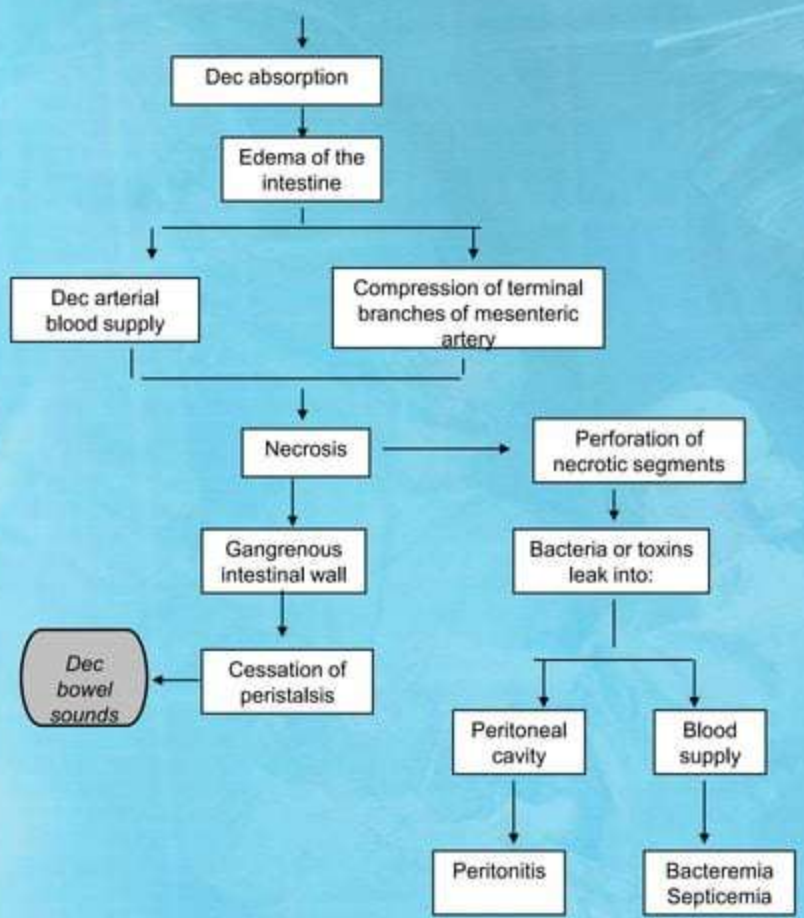 Dec absorption
Edema of the
intestine
Dec arterial
blood supply
Compression of terminal
branches of mesenteric
artery
Necrosis
Perforation of
necrotic segments
Gangrenous
intestinal wall
Bacteria or toxins
leak into:
Dec
bowel
sounds
Cessation of
peristalsis
Peritoneal
cavity
Blood
supply
Peritonitis
Bacteremia
Septicemia